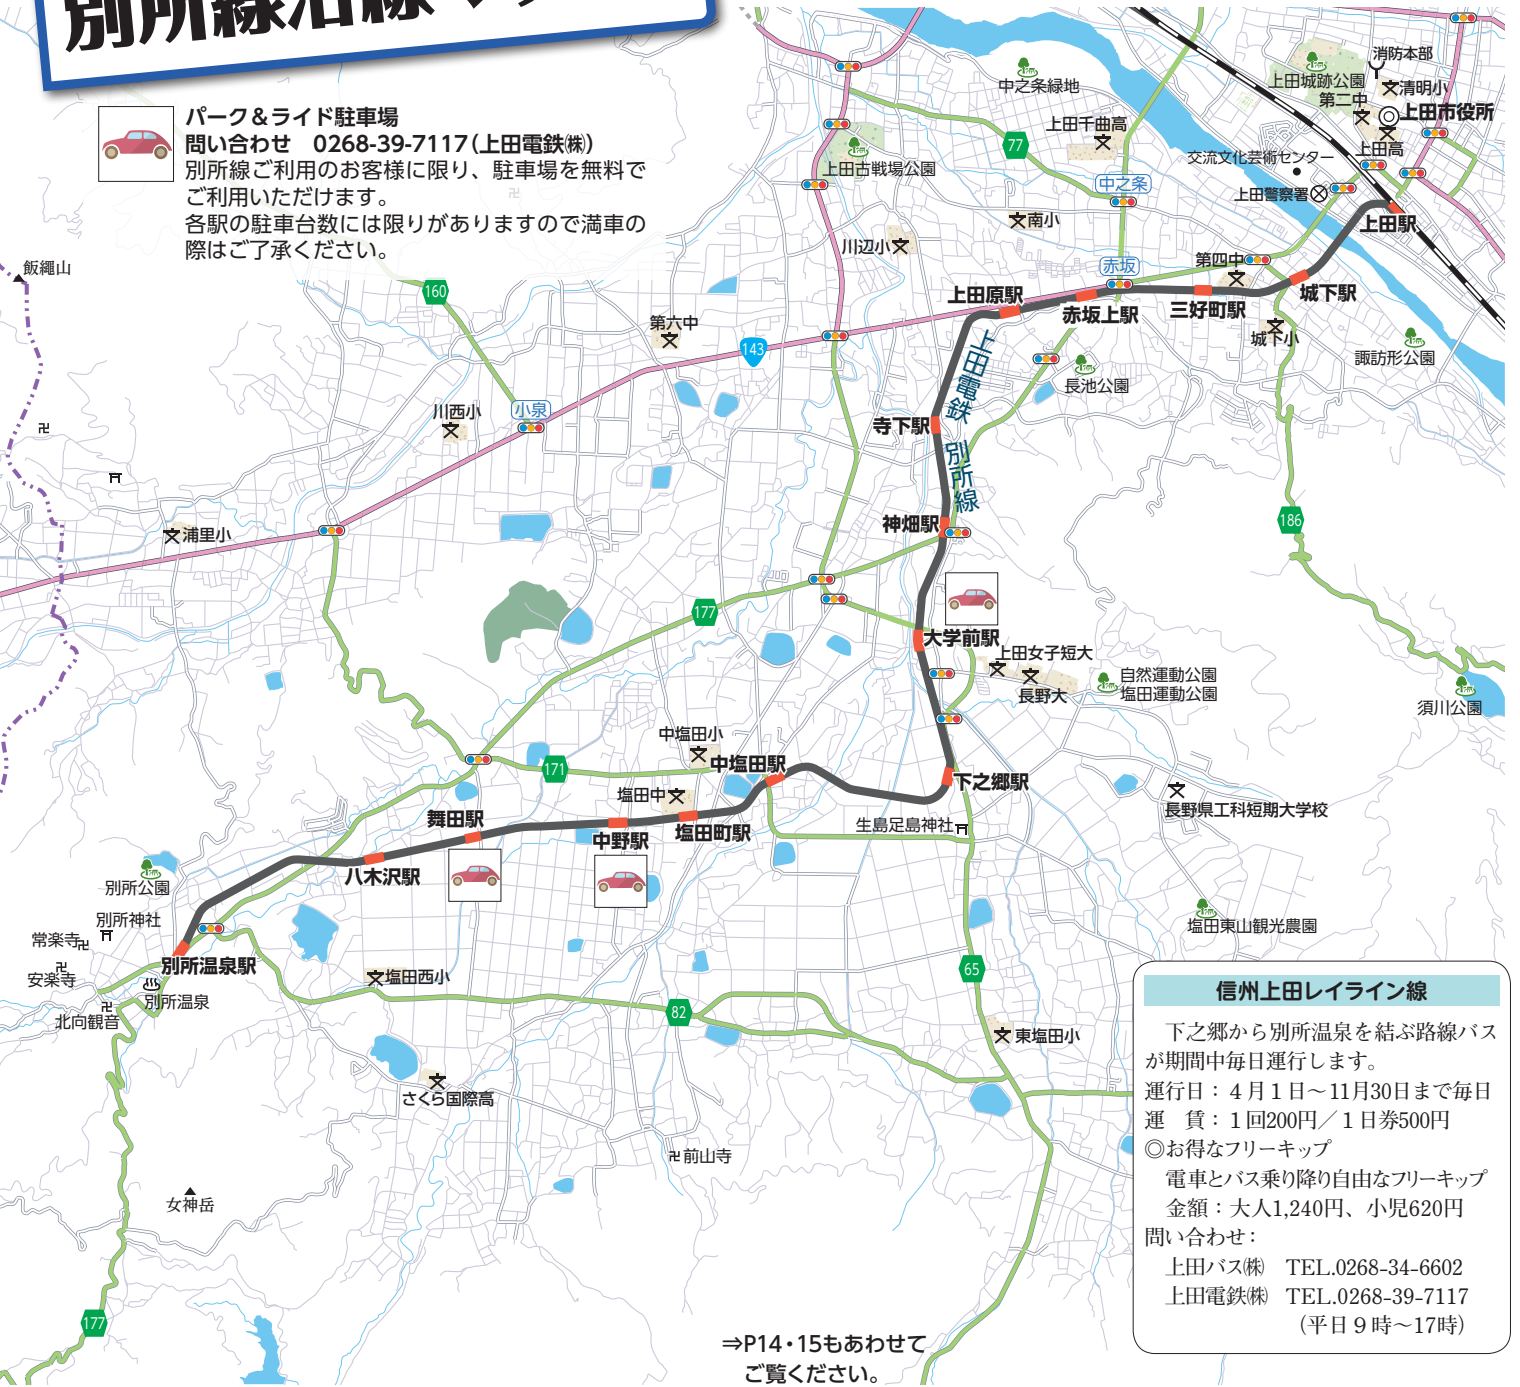 別所線沿線マップ
パーク＆ライド駐車場
問い合わせ　0268-39-7117（上田電鉄㈱）
別所線ご利用のお客様に限り、駐車場を無料で
ご利用いただけます。
各駅の駐車台数には限りがありますので満車の
際はご了承ください。
中之条緑地
上田城跡公園
消防本部
清明小
第二中
上田市役所
上田高
77
上田千曲高
交流文化芸術センター
上田警察署
上田古戦場公園
中之条
南小
川辺小
上田駅
飯縄山
160
赤坂
第四中
上田原駅
赤坂上駅
三好町駅
城下駅
第六中
143
城下小
諏訪形公園
長池公園
上田電鉄　別所線
川西小
小泉
寺下駅
浦里小
神畑駅
186
177
大学前駅
上田女子短大
長野大
自然運動公園
塩田運動公園
須川公園
中塩田小
中塩田駅
171
塩田中
下之郷駅
長野県工科短期大学校
舞田駅
中野駅
塩田町駅
生島足島神社
八木沢駅
別所公園
別所神社
常楽寺
安楽寺
別所温泉駅
別所温泉
北向観音
塩田西小
塩田東山観光農園
65
82
東塩田小
さくら国際高
前山寺
女神岳
177
信州上田レイライン線
下之郷から別所温泉を結ぶ路線バス
が期間中毎日運行します。
運行日：４月１日～11月30日まで毎日
運　賃：１回200円／１日券500円
◎お得なフリーキップ
電車とバス乗り降り自由なフリーキップ
金額：大人1,240円、小児620円
問い合わせ：
上田バス㈱　TEL.0268-34-6602
上田電鉄㈱　TEL.0268-39-7117
（平日９時～17時）
⇒P14・15もあわせて
ご覧ください。